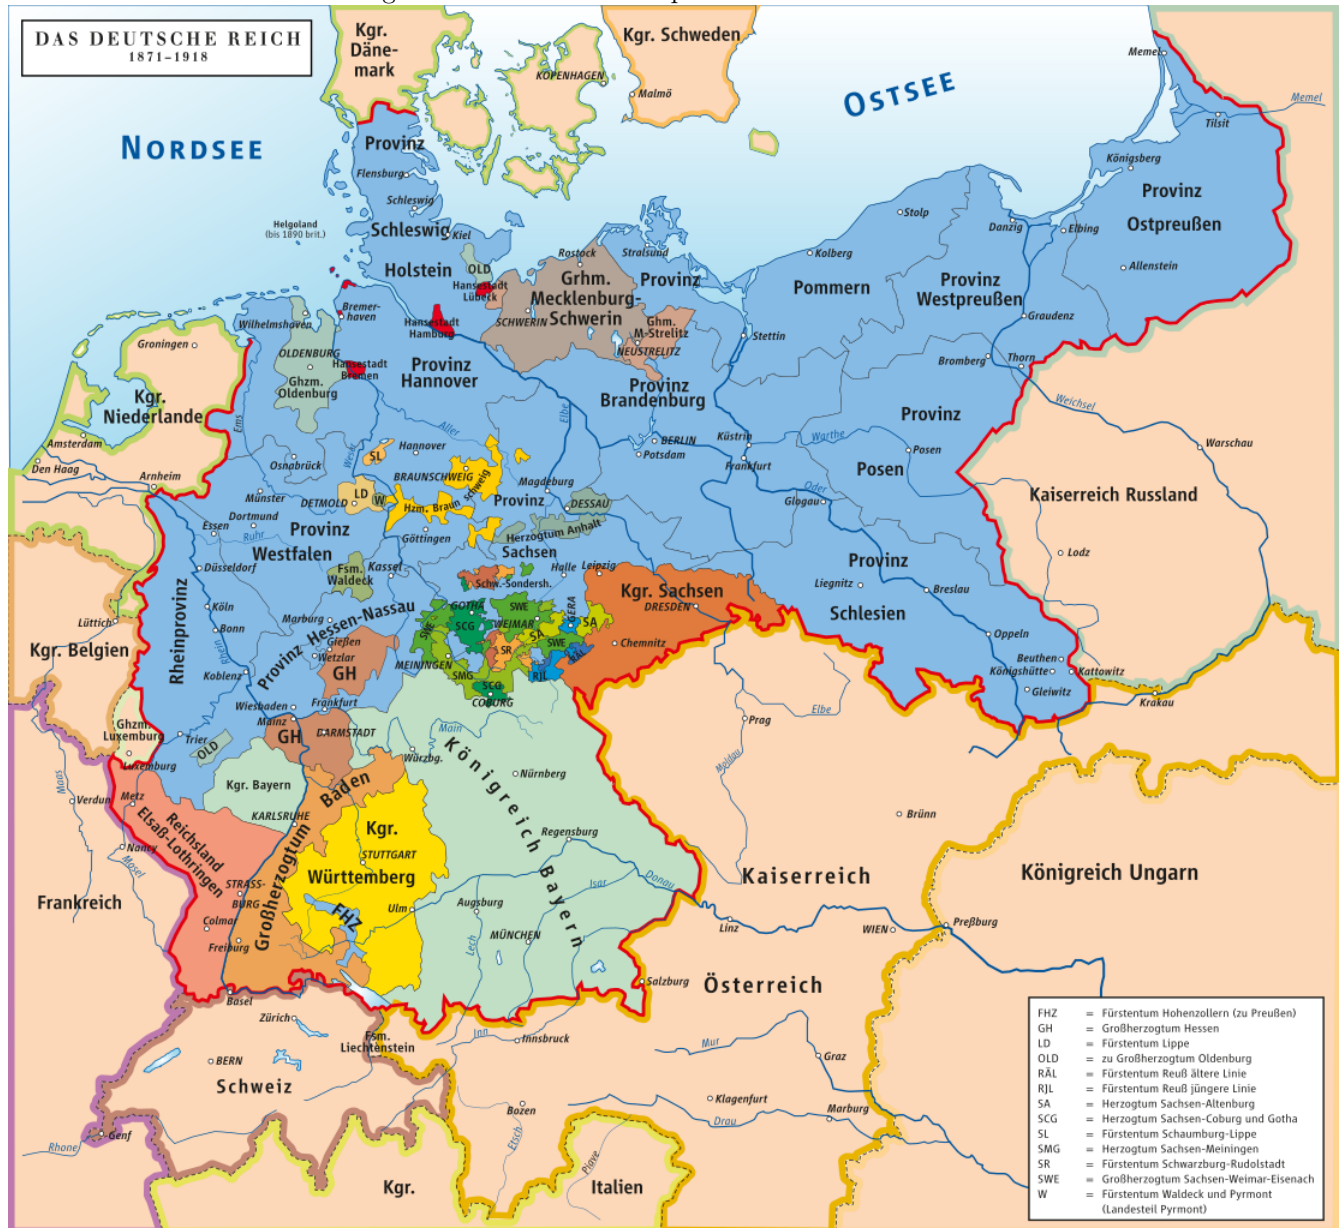 DAS DEUTSCHE REICH
1871–1918
Kgr.
Däne-
mark
Kgr. Schweden
KOPENHAGEN
Malmö
OSTSEE
NORDSEE
Memel
Memel
Tilsit
Königsberg
Provinz
Ostpreußen
Provinz
Flensburg
Schleswig
Schleswig
Kiel
Holstein
Helgoland
(bis 1890 brit.)
OLD
Hansestadt
Lübeck
Rostock
Stralsund
Stolp
Danzig
Elbing
Kolberg
Allenstein
Grhm.
Mecklenburg-
Schwerin
SCHWERIN
Provinz
Pommern
Provinz
Westpreußen
Graudenz
Ghm.
M-Strelitz
NEUSTRELITZ
Stettin
Bremer-
haven
Wilhelmshaven
Hansestadt
Hamburg
Groningen
OLDENBURG
Ghzm.
Oldenburg
Hansestadt
Bremen
Provinz
Hannover
Provinz
Brandenburg
Bromberg
Thorn
Weichsel
Kgr.
Niederlande
Ems
Weser
Aller
Elbe
BERLIN
Potsdam
Küstrin
Frankfurt
Warthe
Provinz
Posen
Posen
Warschau
Amsterdam
Den Haag
Arnheim
Osnabrück
SL
Hannover
BRAUNSCHWEIG
Hzm. Braunschweig
Magdeburg
Provinz
Sachsen
DESSAU
Herzogtum Anhalt
Oder
Glogau
Kaiserreich Russland
Lodz
Münster
DETMOLD
LD
W
Dortmund
Essen
Ruhr
Provinz
Westfalen
Göttingen
Düsseldorf
Fsm.
Waldeck
Kassel
Halle
Leipzig
Schw.-Sondersh.
Kgr. Sachsen
DRESDEN
Chemnitz
Provinz
Schlesien
Liegnitz
Breslau
Oppeln
Beuthen
Königshütte
Kattowitz
Gleiwitz
Krakau
Rheinprovinz
Köln
Bonn
Rhein
Koblenz
Marburg
Gießen
Wetzlar
Provinz Hessen-Nassau
GH
GOTHA
SCG
SWE
SWE
WEIMAR
SA
GERA
SA
SWE
SR
RÄL
RJL
MEININGEN
SMG
SCG
COBURG
Lüttich
Kgr. Belgien
Ghzm.
Luxemburg
Luxemburg
Trier
OLD
Wiesbaden
Mainz
Frankfurt
GH
DARMSTADT
Main
Würzbg.
Nürnberg
Königreich Bayern
Kgr. Bayern
Prag
Moldau
Elbe
Brünn
Maas
Verdun
Metz
Nancy
Mosel
Reichsland
Elsaß-Lothringen
STRASS-
BURG
Colmar
Freiburg
KARLSRUHE
Großherzogtum
Baden
Kgr.
Württemberg
STUTTGART
FHZ
Ulm
Augsburg
Lech
MÜNCHEN
Isar
Regensburg
Donau
Frankreich
Kaiserreich
Österreich
Königreich Ungarn
Linz
WIEN
Preßburg
Salzburg
Basel
Zürich
BERN
Schweiz
Fsm.
Liechtenstein
Inn
Innsbruck
Mur
Graz
Klagenfurt
Marburg
Drau
Bozen
Etsch
Piave
Rhone
Genf
Kgr.
Italien
FHZ = Fürstentum Hohenzollern (zu Preußen)
GH = Großherzogtum Hessen
LD = Fürstentum Lippe
OLD = zu Großherzogtum Oldenburg
RÄL = Fürstentum Reuß ältere Linie
RJL = Fürstentum Reuß jüngere Linie
SA = Herzogtum Sachsen-Altenburg
SCG = Herzogtum Sachsen-Coburg und Gotha
SL = Fürstentum Schaumburg-Lippe
SMG = Herzogtum Sachsen-Meiningen
SR = Fürstentum Schwarzburg-Rudolstadt
SWE = Großherzogtum Sachsen-Weimar-Eisenach
W = Fürstentum Waldeck und Pyrmont
(Landesteil Pyrmont)